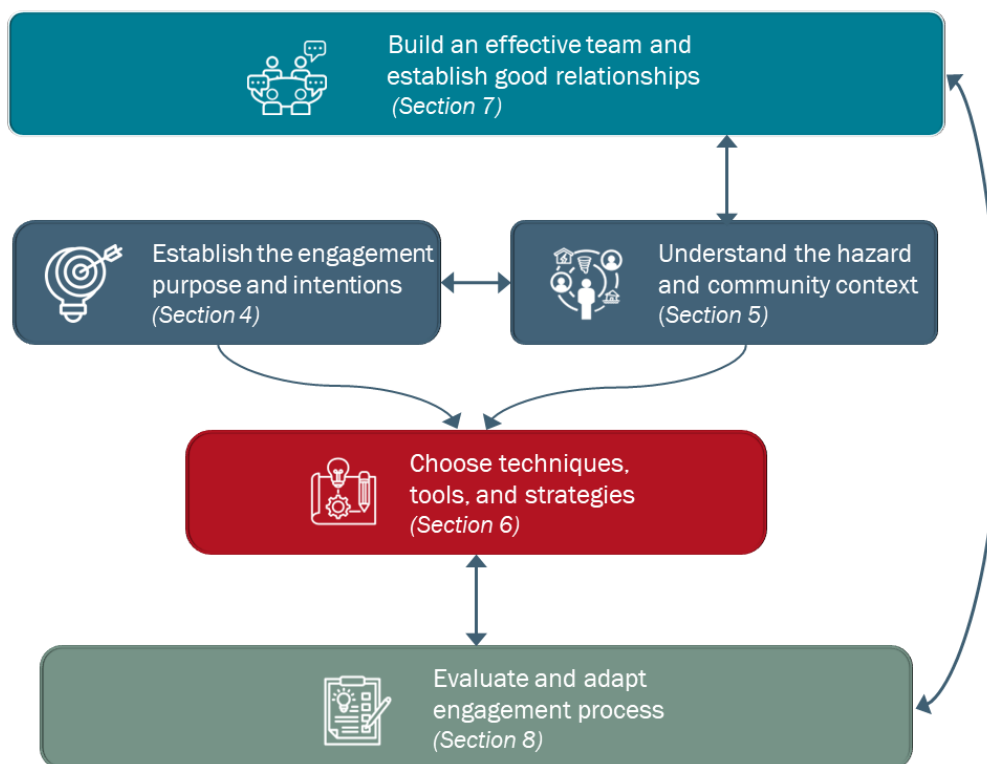 Build an effective team and
establish good relationships
(Section 7)
Establish the engagement
purpose and intentions
(Section 4)
Understand the hazard
and community context
(Section 5)
Choose techniques,
tools, and strategies
(Section 6)
Evaluate and adapt
engagement process
(Section 8)